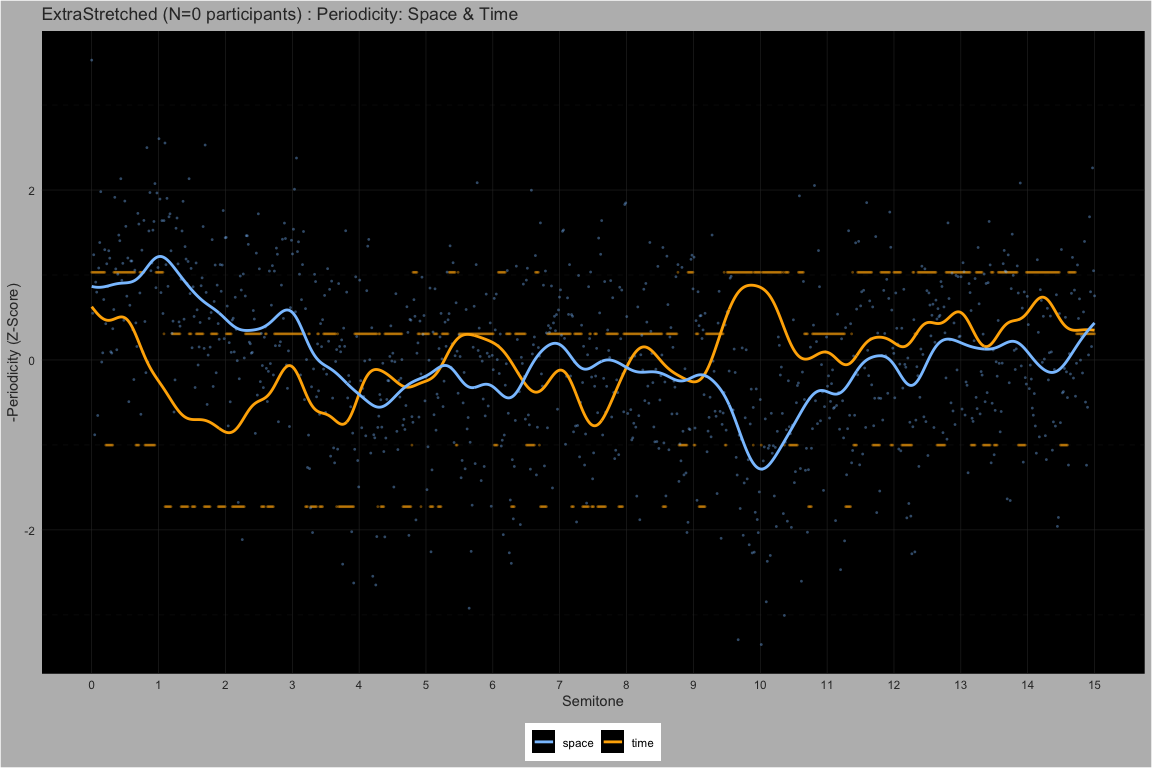 ExtraStretched (N=0 participants) : Periodicity: Space & Time
-Periodicity (Z-Score)
2
0
-2
0 1 2 3 4 5 6 7 8 9 10 11 12 13 14 15
Semitone
space time